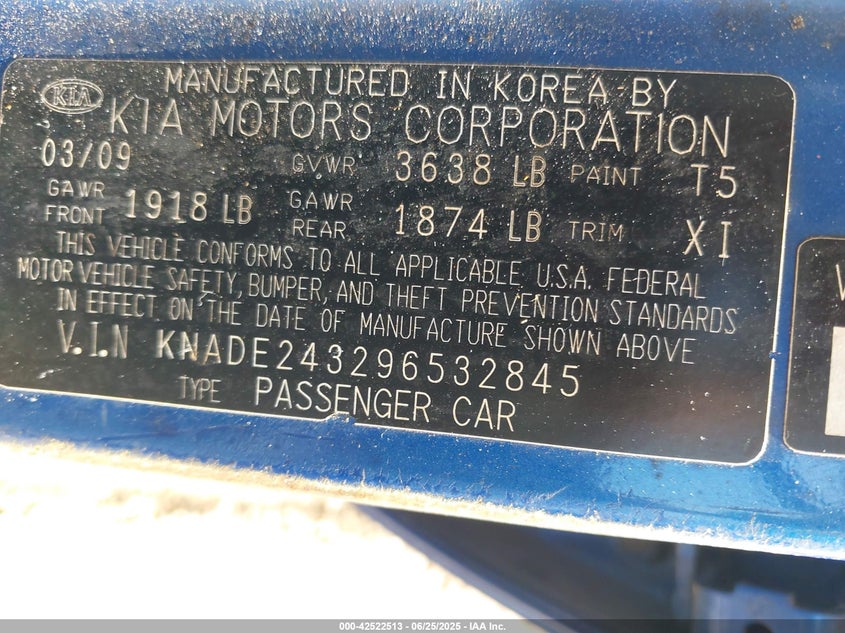 KIA
MANUFACTURED IN KOREA BY
KIA MOTORS CORPORATION
03/09 GVWR 3638 LB PAINT T5
GAWR FRONT 1918 LB GAWR REAR 1874 LB TRIM XI
THIS VEHICLE CONFORMS TO ALL APPLICABLE U.S.A. FEDERAL
MOTOR VEHICLE SAFETY, BUMPER, AND THEFT PREVENTION STANDARDS
IN EFFECT ON THE DATE OF MANUFACTURE SHOWN ABOVE
V.I.N KNADE243296532845
TYPE PASSENGER CAR
V
000-42522513 - 06/25/2025 - IAA Inc.